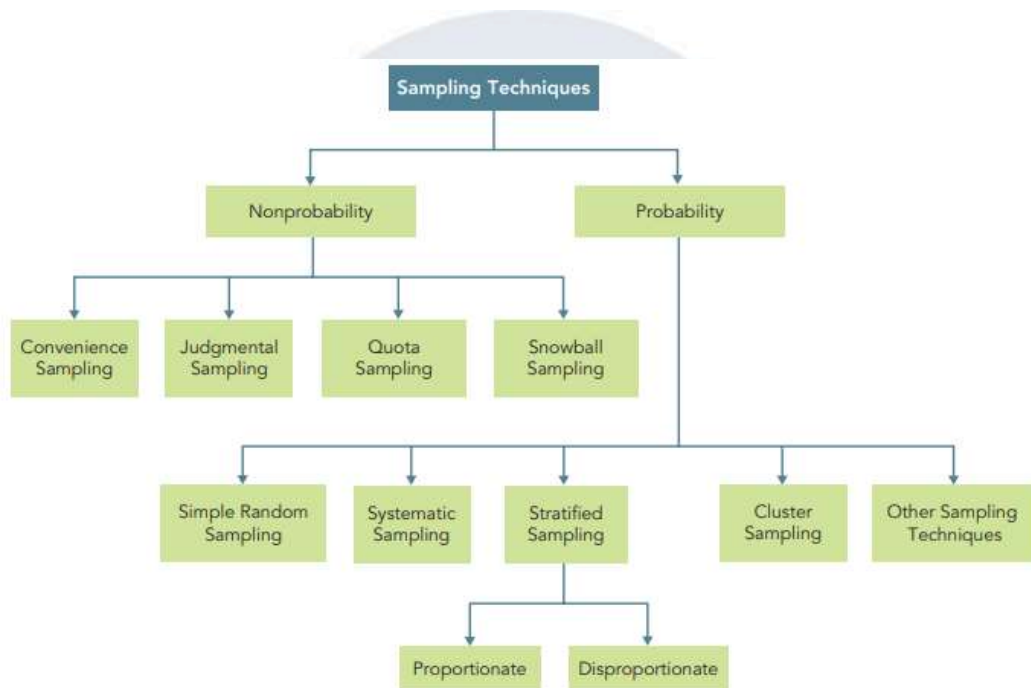 Sampling Techniques
Nonprobability
Probability
Convenience
Sampling
Judgmental
Sampling
Quota
Sampling
Snowball
Sampling
Simple Random
Sampling
Systematic
Sampling
Stratified
Sampling
Cluster
Sampling
Other Sampling
Techniques
Proportionate
Disproportionate